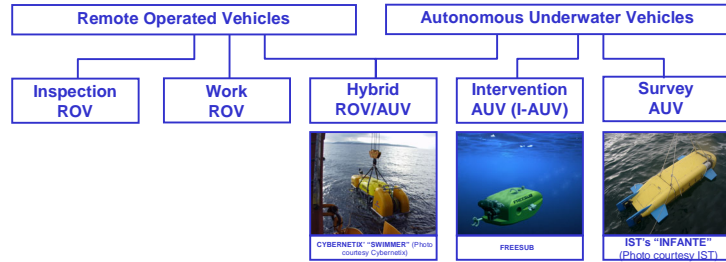 Remote Operated Vehicles
Autonomous Underwater Vehicles
Inspection
ROV
Work
ROV
Hybrid
ROV/AUV
Intervention
AUV (I-AUV)
Survey
AUV
FREESUB
CYBERNETIX' "SWIMMER" (Photo
courtesy Cybernetix)
FREESUB
IST's "INFANTE"
(Photo courtesy IST)